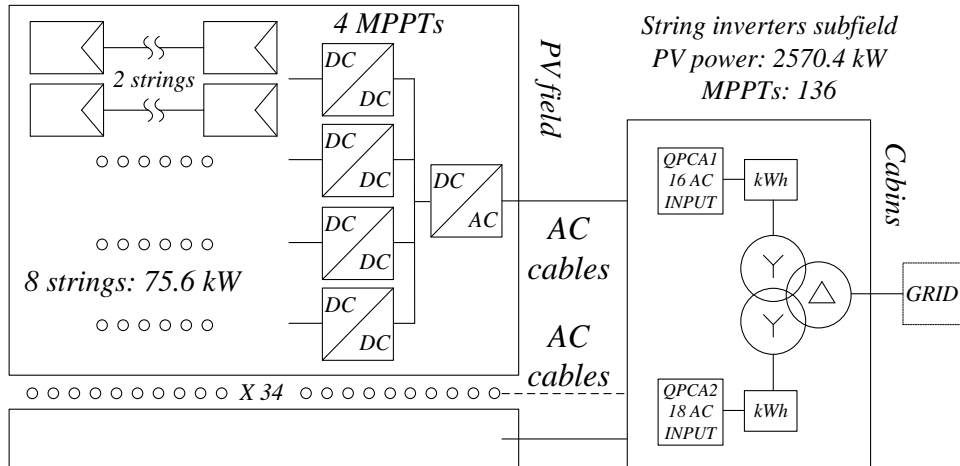 4 MPPTs
2 strings
DC
DC
DC
DC
DC
DC
DC
DC
DC
AC
8 strings: 75.6 kW
PV field
AC
cables
AC
cables
X 34
String inverters subfield
PV power: 2570.4 kW
MPPTs: 136
QPCA1
16 AC
INPUT
kWh
Cabins
GRID
QPCA2
18 AC
INPUT
kWh